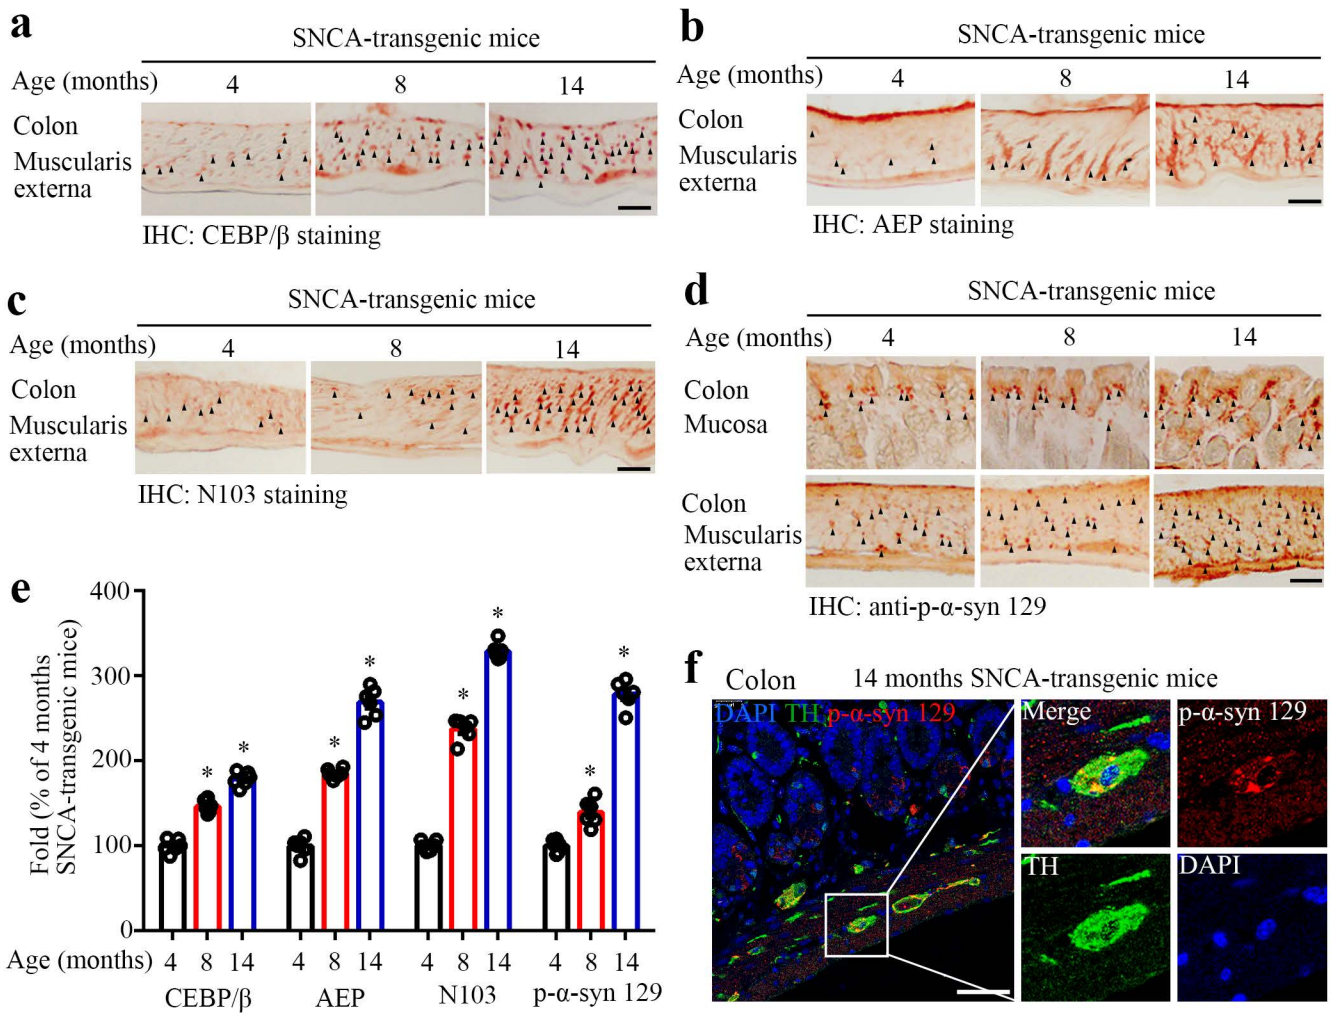 a
SNCA-transgenic mice
Age (months)
4
8
14
Colon
Muscularis
externa
IHC: CEBP/β staining
b
SNCA-transgenic mice
Age (months)
4
8
14
Colon
Muscularis
externa
IHC: AEP staining
c
SNCA-transgenic mice
Age (months)
4
8
14
Colon
Muscularis
externa
IHC: N103 staining
d
SNCA-transgenic mice
Age (months)
4
8
14
Colon
Mucosa
Colon
Muscularis
externa
IHC: anti-p-α-syn 129
e
Fold (% of 4 months
SNCA-transgenic mice)
400
300
200
100
0
* * * * * * * *
Age (months) 4 8 14 4 8 14 4 8 14 4 8 14
CEBP/β AEP N103 p-α-syn 129
f
Colon 14 months SNCA-transgenic mice
DAPI TH p-α-syn 129
Merge
p-α-syn 129
TH
DAPI